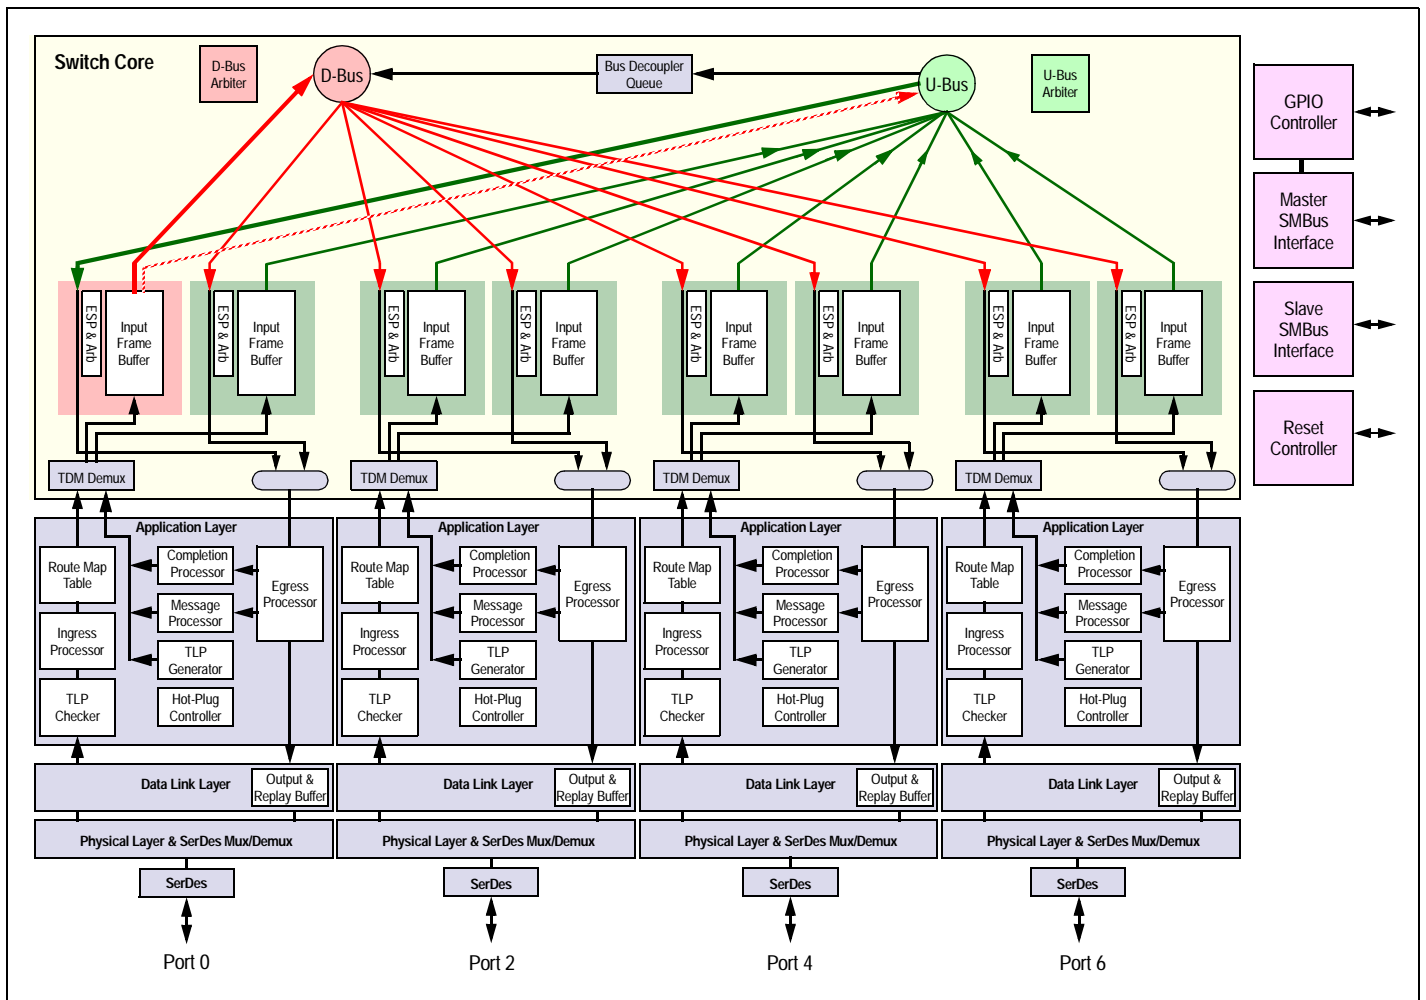 Switch Core
D-Bus
Arbiter
D-Bus
Bus Decoupler
Queue
U-Bus
U-Bus
Arbiter
GPIO
Controller
Master
SMBus
Interface
Slave
SMBus
Interface
Reset
Controller
ESP & Arb
Input
Frame
Buffer
ESP & Arb
Input
Frame
Buffer
ESP & Arb
Input
Frame
Buffer
ESP & Arb
Input
Frame
Buffer
ESP & Arb
Input
Frame
Buffer
ESP & Arb
Input
Frame
Buffer
ESP & Arb
Input
Frame
Buffer
ESP & Arb
Input
Frame
Buffer
TDM Demux
TDM Demux
TDM Demux
TDM Demux
Application Layer
Route Map
Table
Ingress
Processor
TLP
Checker
Completion
Processor
Message
Processor
TLP
Generator
Hot-Plug
Controller
Egress
Processor
Application Layer
Route Map
Table
Ingress
Processor
TLP
Checker
Completion
Processor
Message
Processor
TLP
Generator
Hot-Plug
Controller
Egress
Processor
Application Layer
Route Map
Table
Ingress
Processor
TLP
Checker
Completion
Processor
Message
Processor
TLP
Generator
Hot-Plug
Controller
Egress
Processor
Application Layer
Route Map
Table
Ingress
Processor
TLP
Checker
Completion
Processor
Message
Processor
TLP
Generator
Hot-Plug
Controller
Egress
Processor
Data Link Layer
Output &
Replay Buffer
Data Link Layer
Output &
Replay Buffer
Data Link Layer
Output &
Replay Buffer
Data Link Layer
Output &
Replay Buffer
Physical Layer & SerDes Mux/Demux
Physical Layer & SerDes Mux/Demux
Physical Layer & SerDes Mux/Demux
Physical Layer & SerDes Mux/Demux
SerDes
SerDes
SerDes
SerDes
Port 0
Port 2
Port 4
Port 6